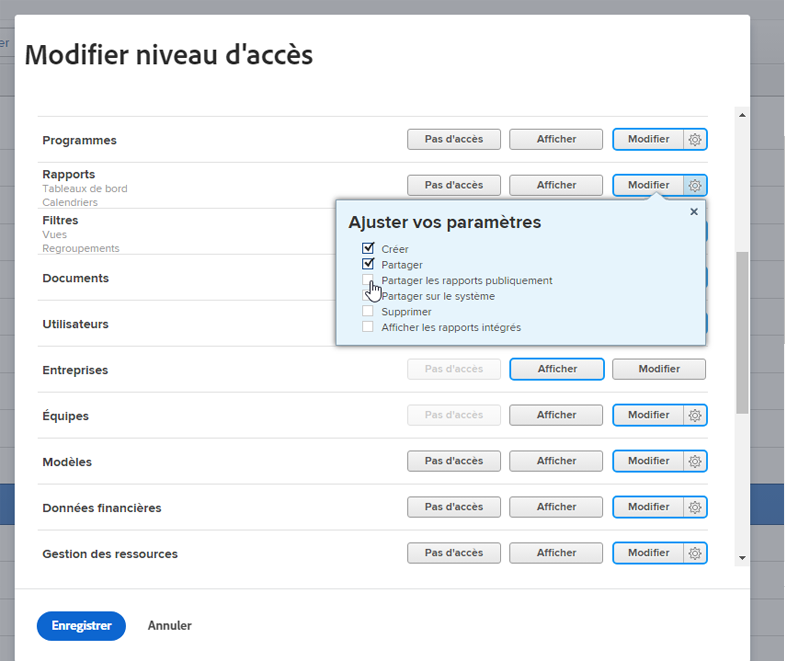 er
Modifier niveau d'accès
Programmes
Pas d'accès Afficher Modifier
Rapports
Tableaux de bord
Calendriers
Pas d'accès Afficher Modifier
Filtres
Vues
Regroupements
Ajuster vos paramètres
Créer
Partager
Partager les rapports publiquement
Partager sur le système
Supprimer
Afficher les rapports intégrés
Documents
Utilisateurs
Entreprises
Pas d'accès Afficher Modifier
Équipes
Pas d'accès Afficher Modifier
Modèles
Pas d'accès Afficher Modifier
Données financières
Pas d'accès Afficher Modifier
Gestion des ressources
Pas d'accès Afficher Modifier
Enregistrer Annuler